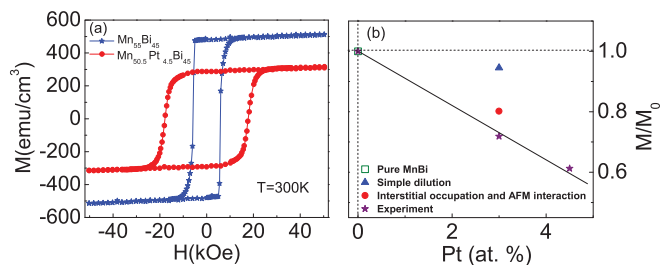 (a)
Mn55Bi45
Mn50.5Pt4.5Bi45
600
400
200
0
-200
-400
-600
M(emu/cm³)
T=300K
-40 -20 0 20 40
H(kOe)
(b)
1.0
0.8
0.6
M/M0
Pure MnBi
Simple dilution
Interstitial occupation and AFM interaction
Experiment
0 2 4
Pt (at. %)